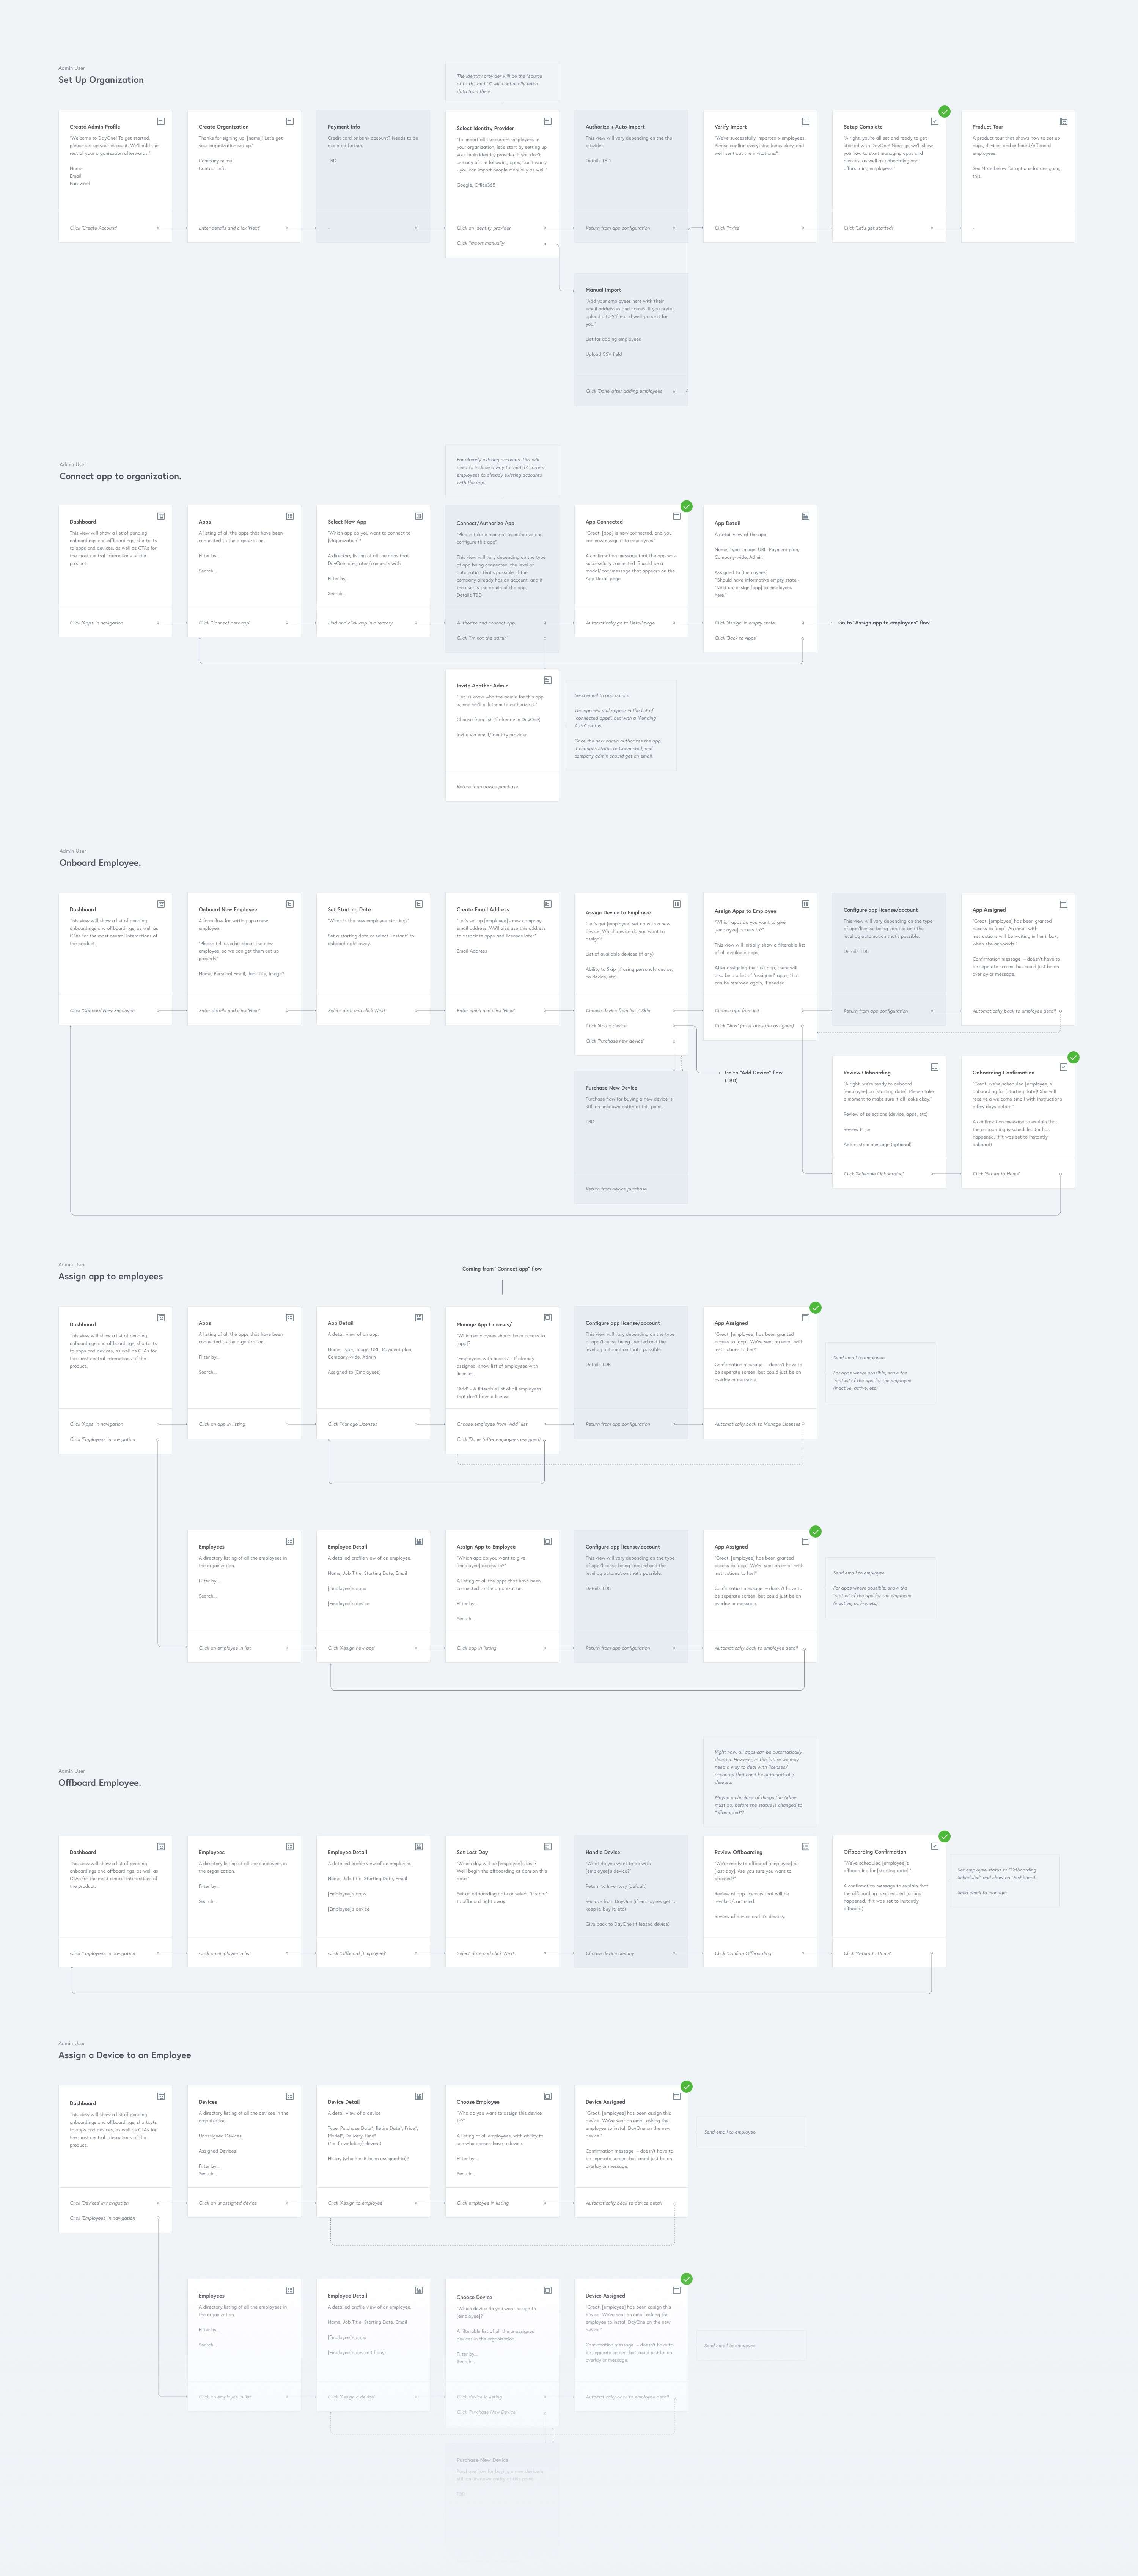 Admin User
Set Up Organization
The identity provider will be the "source
of truth", and D1 will continually fetch
data from there.
Create Admin Profile
"Welcome to DayOne! To get started,
please set up your account. We'll add the
rest of your organization afterwards."
Name
Email
Password
Click 'Create Account'
Create Organization
Thanks for signing up, [name]! Let's get
your organization set up."
Company name
Contact Info
Enter details and click 'Next'
Payment Info
Credit card or bank account? Needs to be
explored further
TBD
-
Select Identity Provider
"To import all the current employees in
your organization, let's start by setting up
your main identity provider. If you don't
use any of the following apps, don't worry
- you can import people manually as well."
Google, Office365
Click on identity provider
Click 'Import manually'
Authorize + Auto Import
This view will vary depending on the the
provider.
Details TBD
Return from app configuration
Verify Import
"We've successfully imported x employees.
Please confirm everything looks okay, and
we'll sent out the invitations."
Click 'Invite'
Setup Complete
"Alright, you're all set and ready to get
started with DayOne! Next up, we'll show
you how to start managing apps and
devices, as well as onboarding and
offboarding employees."
Click 'Let's get started!'
Product Tour
A product tour that shows how to set up
apps, devices and onboard/offboard
employees.
See Note below for options for designing
this.
-
Manual Import
"Add your employees here with their
email addresses and names. If you prefer,
upload a CSV file and we'll parse it for
you."
List for adding employees
Upload CSV field
Click 'Done' after adding employees
Admin User
Connect app to organization.
For already existing accounts, this will
need to include a way to "match" current
employees to already existing accounts
with the app.
Dashboard
This view will show a list of pending
onboardings and offboardings, shortcuts
to apps and devices, as well as CTAs for
the most central interactions of the
product.
Click 'Apps' in navigation
Apps
A listing of all the apps that have been
connected to the organization.
Filter by...
Search...
Click 'Connect new app'
Select New App
"Which app do you want to connect to
[Organization]?
A directory listing of all the apps that
DayOne integrates/connects with
Filter by...
Search...
Find and click app in directory
Connect/Authorize App
'Please take a moment to authorize and
configure this app'.
This view will vary depending on the type
of app being connected, the level of
automation that's possible, if the
company already has an account, and if
the user is the admin of the app.
Details TBD
Authorize and connect app
Click 'I'm not the admin'
App Connected
"Great, [app] is now connected, and you
can now assign it to employees."
A confirmation message that the app was
successfully connected. Should be a
modal/box/message that appears on the
App Detail page
Automatically go to Detail page
App Detail
A detail view of the app.
Name, Type, Image, URL, Payment plan,
Company-wide, Admin
Assigned to [Employees]
*"Should have informative empty state -
"Next up, assign [app] to employees
here."
Click 'Assign' in empty state.
Click 'Back to Apps'
Go to "Assign app to employees" flow
Invite Another Admin
"Let us know who the admin for this app
is, and we'll ask them to authorize it."
Choose from list (if already in DayOne)
Invite via email/identity provider
Return from device purchase
Send email to app admin
The app will still appear in the list of
"connected apps", but with a "Pending
Auth" status.
Once the new admin authorizes the app,
it changes status to Connected, and
company admin should get an email
Admin User
Onboard Employee.
Dashboard
This view will show a list of pending
onboardings and offboardings, as well as
CTAs for the most central interactions of
the product.
Click 'Onboard New Employee'
Onboard New Employee
A form flow for setting up a new
employee.
"Please tell us a bit about the new
employee, so we can get them set up
properly"
Name, Personal Email, Job Title, Image?
Enter details and click 'Next'
Set Starting Date
"When is the new employee starting?"
Set a starting date or select "instant" to
onboard right away.
Select date and click 'Next'
Create Email Address
"Let's set up [employee]'s new company
email address. We'll also use this address
to associate apps and licenses later."
Email Address
Enter email and click 'Next'
Assign Device to Employee
"Let's get [employee] set up with a new
device. Which device do you want to
assign?"
List of available devices (if any)
Ability to Skip (if using personely device,
no device, etc)
Choose device from list / Skip
Click 'Add a device'
Click 'Purchase new device'
Assign Apps to Employee
"Which apps do you want to give
[employee] access to?"
This view will initially show a filterable list
of all available apps
After assigning the first app, there will
also be a a list of "assigned" apps, that
can be removed again, if needed.
Choose app from list
Click 'Next' (after apps are assigned)
Configure app license/account
This view will vary depending on the type
of app/license being created and the
level og automation that's possible.
Details TDB
Return from app configuration
App Assigned
"Great, [employee] has been granted
access to [app]. An email with
instructions will be waiting in her inbox,
when she onboards!"
Confirmation message – doesn't have to
be seperate screen, but could just be an
overlay or message.
Automatically back to employee detail
Go to "Add Device" flow
(TBD)
Purchase New Device
Purchase flow for buying a new device is
still an unknown entity at this point.
TBD
Return from device purchase
Review Onboarding
"Alright, we're ready to onboard
[employee] on [starting date]. Please take
a moment to make sure it all looks okay."
Review of selections (device, apps, etc)
Review Price
Add custom message (optional)
Click 'Schedule Onboarding'
Onboarding Confirmation
"Great, we've scheduled [employee]'s
onboarding for [starting date]! She will
receive a welcome email with instructions
a few days before."
A confirmation message to explain that
the onboarding is scheduled (or has
happened, if it was set to instantly
onboard)
Click 'Return to Home'
Admin User
Assign app to employees
Coming from "Connect app" flow
Dashboard
This view will show a list of pending
onboardings and offboardings, shortcuts
to apps and devices, as well as CTAs for
the most central interactions of the
product.
Click 'Apps' in navigation
Click 'Employees' in navigation
Apps
A listing of all the apps that have been
connected to the organization.
Filter by...
Search...
Click on app in listing
App Detail
A detail view of an app.
Name, Type, Image, URL, Payment plan,
Company-wide, Admin
Assigned to [Employees]
Click 'Manage Licenses'
Manage App Licenses/
"Which employees should have access to
[app]?
"Employees with access" - If already
assigned, show list of employees with
licenses.
"Add" - A filterable list of all employees
that don't have a license
Choose employee from "Add" list
Click 'Done' (after employees assigned)
Configure app license/account
This view will vary depending on the type
of app/license being created and the
level og automation that's possible.
Details TDB
Return from app configuration
App Assigned
"Great, [employee] has been granted
access to [app]. We've sent an email with
instructions to her!"
Confirmation message – doesn't have to
be seperate screen, but could just be an
overlay or message.
Automatically back to Manage Licenses
Send email to employee
For apps where possible, show the
"status" of the app for the employee
(inactive, active, etc)
Employees
A directory listing of all the employees in
the organization.
Filter by...
Search...
Click on employee in list
Employee Detail
A detailed profile view of an employee.
Name, Job Title, Starting Date, Email
[Employee]'s apps
[Employee]'s device
Click 'Assign new app'
Assign App to Employee
"Which app do you want to give
[employee] access to?"
A listing of all the apps that have been
connected to the organization
Filter by...
Search...
Click app in listing
Configure app license/account
This view will vary depending on the type
of app/license being created and the
level og automation that's possible.
Details TDB
Return from app configuration
App Assigned
"Great, [employee] has been granted
access to [app]. We've sent an email with
instructions to her!"
Confirmation message – doesn't have to
be seperate screen, but could just be an
overlay or message.
Automatically back to employee detail
Send email to employee
For apps where possible, show the
"status" of the app for the employee
(inactive, active, etc)
Admin User
Offboard Employee.
Right now, all apps can be automatically
deleted. However, in the future we may
need a way to deal with licenses/
accounts that can't be automatically
deleted.
Maybe a checklist of things the Admin
must do, before the status is changed to
"offboarded"?
Dashboard
This view will show a list of pending
onboardings and offboardings, as well as
CTAs for the most central interactions of
the product.
Click 'Employees' in navigation
Employees
A directory listing of all the employees in
the organization.
Filter by...
Search...
Click on employee in list
Employee Detail
A detailed profile view of an employee.
Name, Job Title, Starting Date, Email
[Employee]'s apps
[Employee]'s device
Click 'Offboard [Employee]'
Set Last Day
"Which day will be [employee]'s last?
We'll begin the offboarding at 6pm on this
date."
Set an offboarding date or select "instant"
to offboard right away.
Select date and click 'Next'
Handle Device
"What do you want to do with
[employee]'s device?"
Return to Inventory (default)
Remove from DayOne (if employees get to
keep it, buy it, etc)
Give back to DayOne (if leased device)
Choose device destiny
Review Offboarding
"We're ready to offboard [employee] on
[last day]. Are you sure you want to
proceed?"
Review of app licenses that will be
revoked/cancelled.
Review of device and it's destiny.
Click 'Confirm Offboarding'
Offboarding Confirmation
"We've scheduled [employee]'s
offboarding for [starting date]."
A confirmation message to explain that
the offboarding is scheduled (or has
happened, if it was set to instantly
offboard)
Click 'Return to Home'
Set employee status to "Offboarding
Scheduled" and show on Dashboard.
Send email to manager
Admin User
Assign a Device to an Employee
Dashboard
This view will show a list of pending
onboardings and offboardings, shortcuts
to apps and devices, as well as CTAs for
the most central interactions of the
product.
Click 'Devices' in navigation
Click 'Employees' in navigation
Devices
A directory listing of all the devices in the
organization
Unassigned Devices
Assigned Devices
Filter by...
Search...
Click on unassigned device
Device Detail
A detail view of a device
Type, Purchase Date*, Retire Date*, Price*,
Model*, Delivery Time*
(* = if available/relevant)
Histoy (who has it been assigned to)?
Click 'Assign to employee'
Choose Employee
"Who do you want to assign this device
to?"
A listing of all employees, with ability to
see who doesn't have a device.
Filter by...
Search...
Click employee in listing
Device Assigned
"Great, [employee] has been assign this
device! We've sent an email asking the
employee to install DayOne on the new
device."
Confirmation message – doesn't have to
be seperate screen, but could just be an
overlay or message.
Automatically back to device detail
Send email to employee
Employees
A directory listing of all the employees in
the organization.
Filter by...
Search...
Click on employee in list
Employee Detail
A detailed profile view of an employee.
Name, Job Title, Starting Date, Email
[Employee]'s apps
[Employee]'s device (if any)
Click 'Assign a device'
Choose Device
"Which device do you want assign to
[employee]?"
A filterable list of all the unassigned
devices in the organization
Filter by...
Search...
Click device in listing
Click 'Purchase New Device'
Device Assigned
"Great, [employee] has been assign this
device! We've sent an email asking the
employee to install DayOne on the new
device."
Confirmation message – doesn't have to
be seperate screen, but could just be an
overlay or message.
Automatically back to employee detail
Send email to employee
Purchase New Device
Purchase flow for buying a new device is
still an unknown entity at this point.
TBD